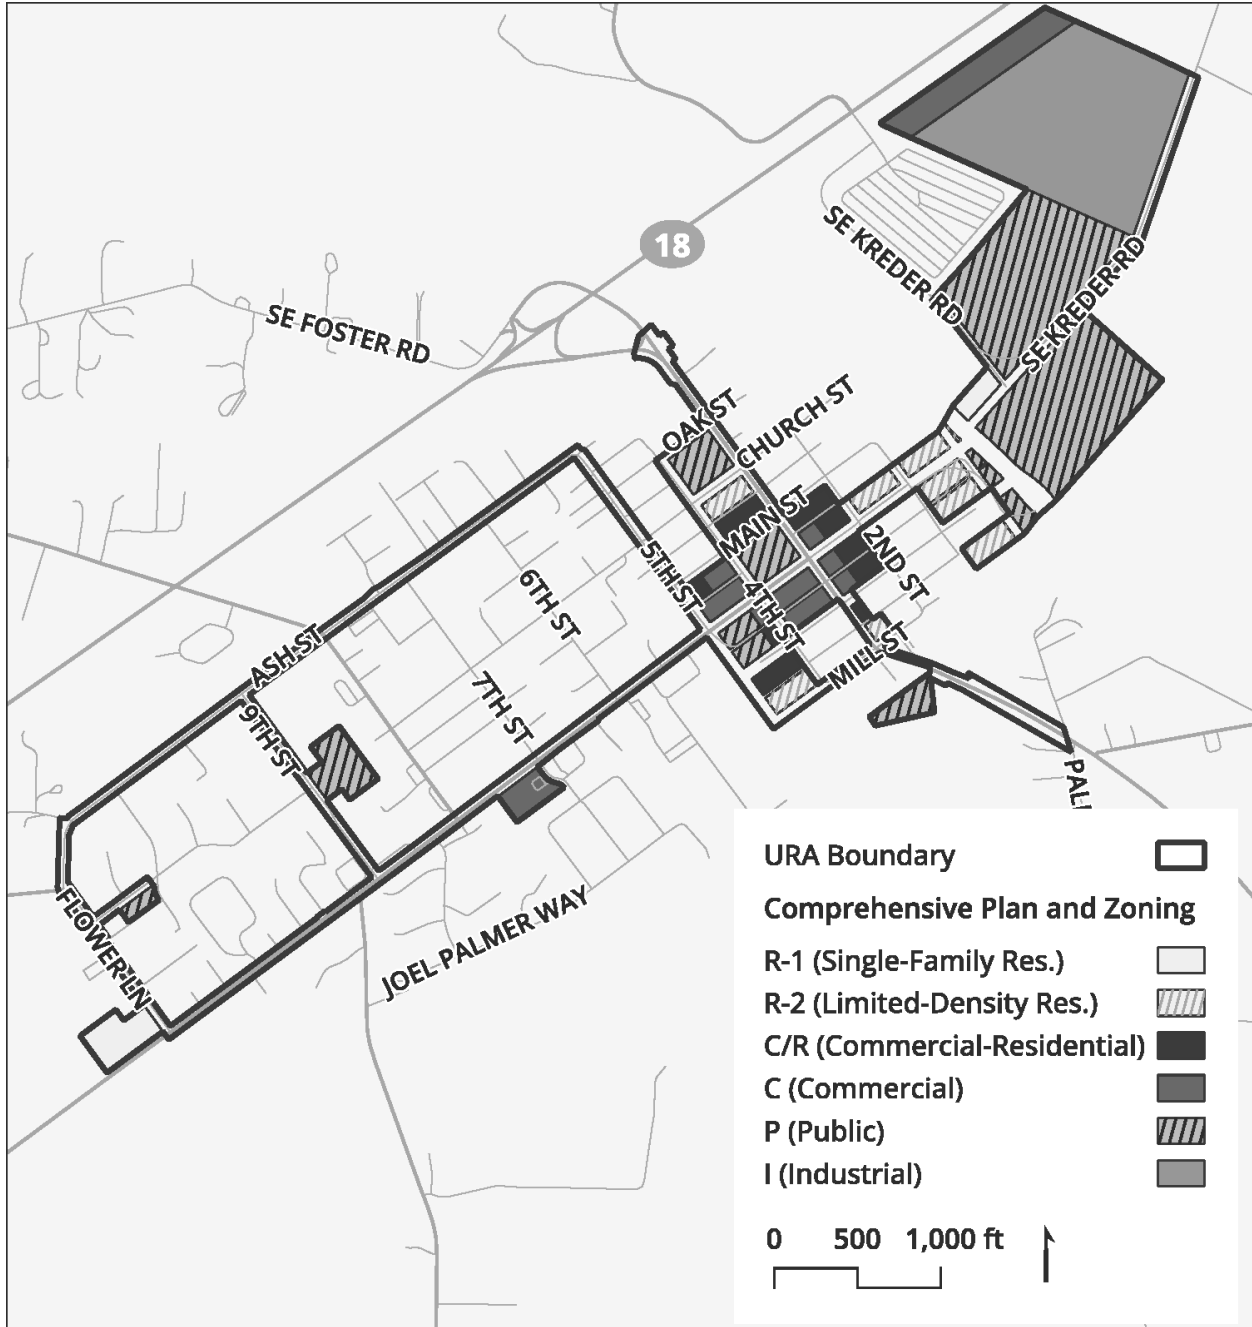 18
SE KREDER RD
SE KREDER RD
SE FOSTER RD
OAK ST
CHURCH ST
MAIN ST
2ND ST
5TH ST
4TH ST
6TH ST
MILL ST
ASH ST
7TH ST
9TH ST
FLOWER LN
JOEL PALMER WAY
PAL
URA Boundary
Comprehensive Plan and Zoning
R-1 (Single-Family Res.)
R-2 (Limited-Density Res.)
C/R (Commercial-Residential)
C (Commercial)
P (Public)
I (Industrial)
0 500 1,000 ft